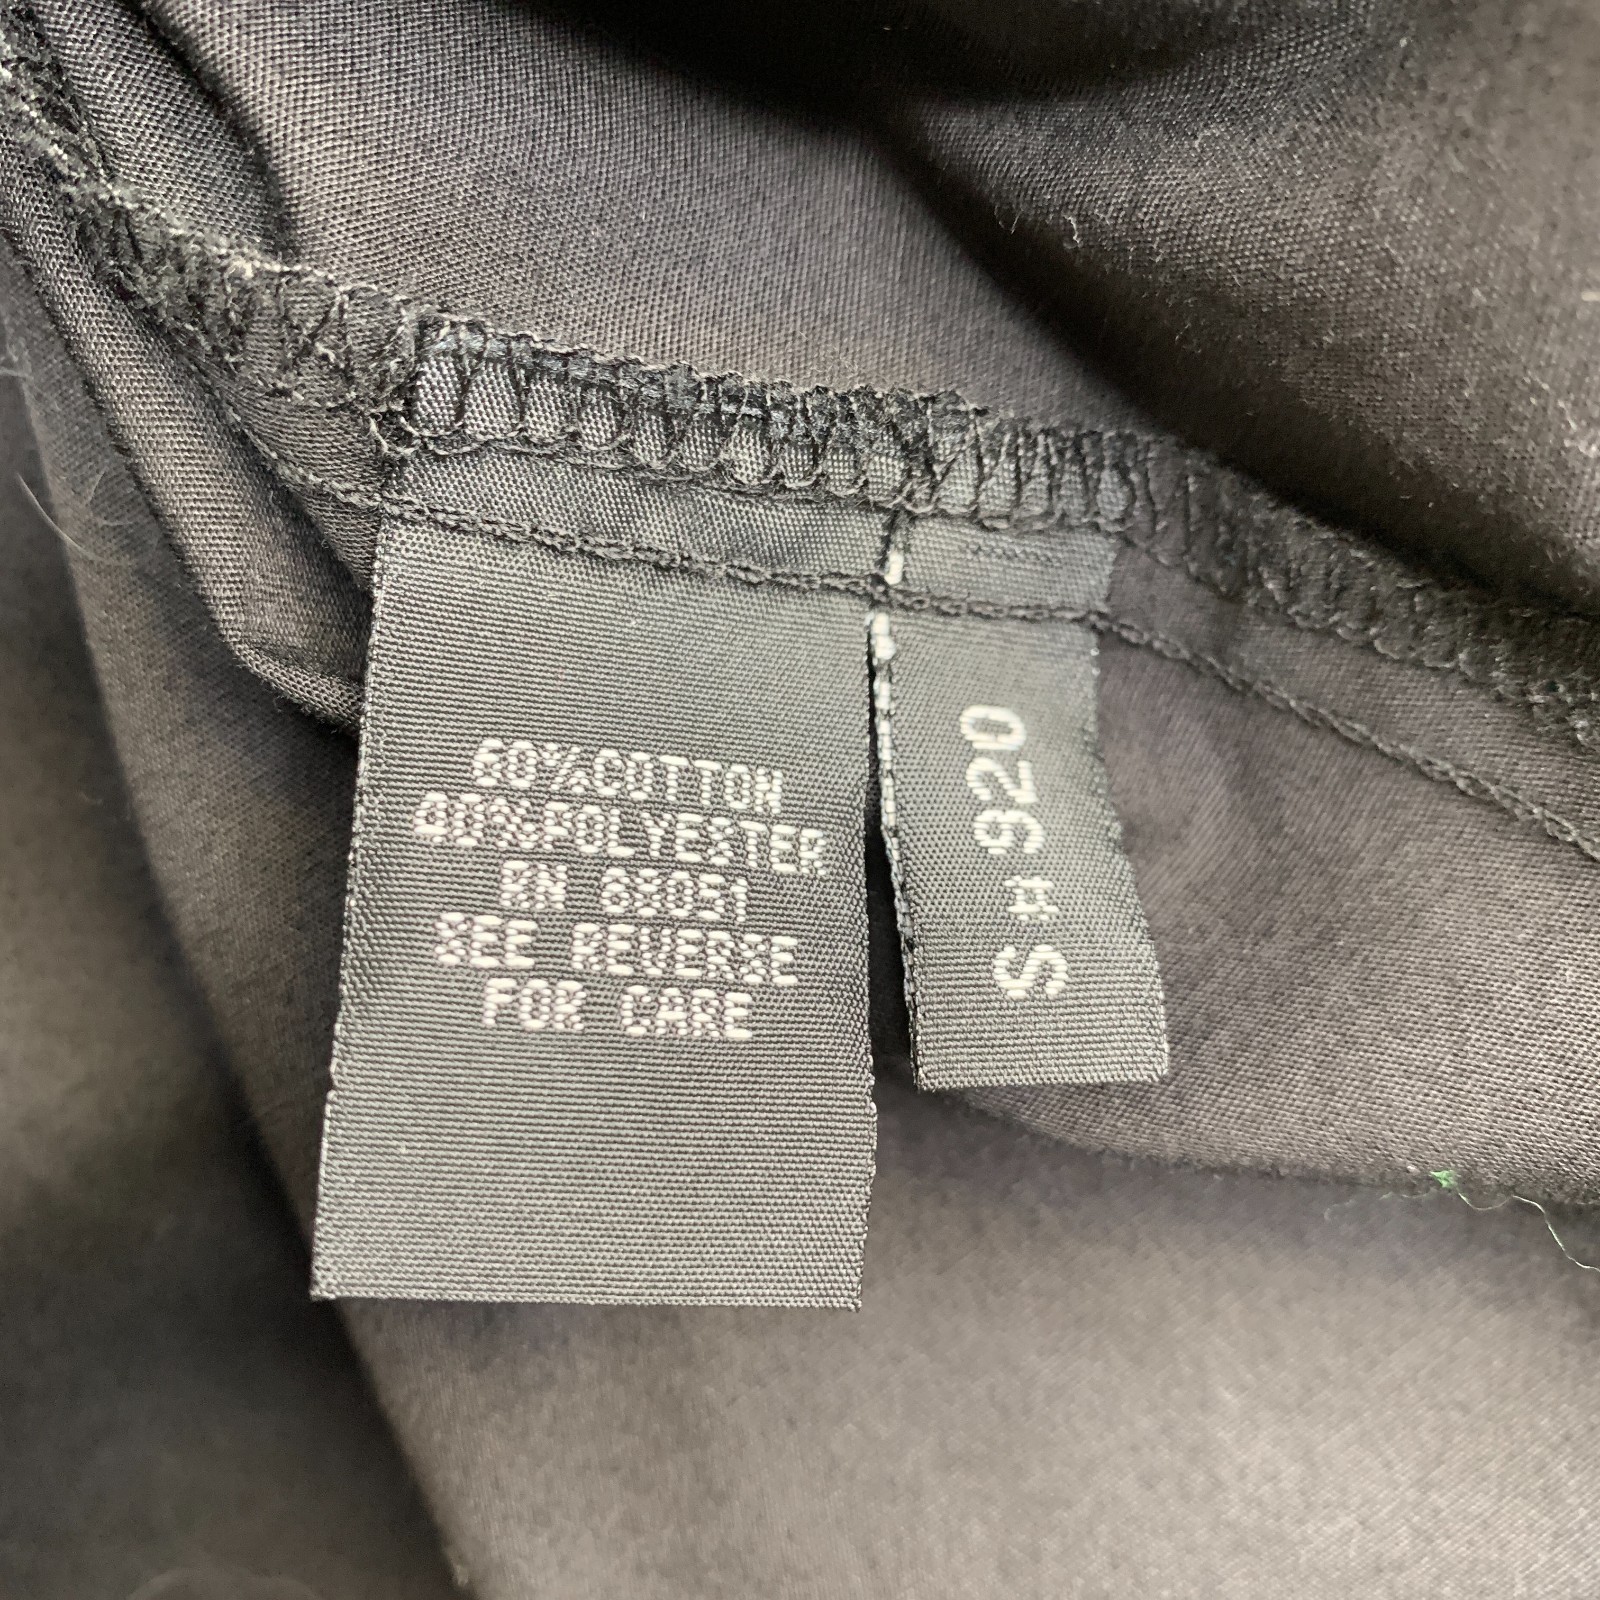 60%COTTON
40%POLYESTER
RN 68051
SEE REVERSE
FOR CARE
S # 920